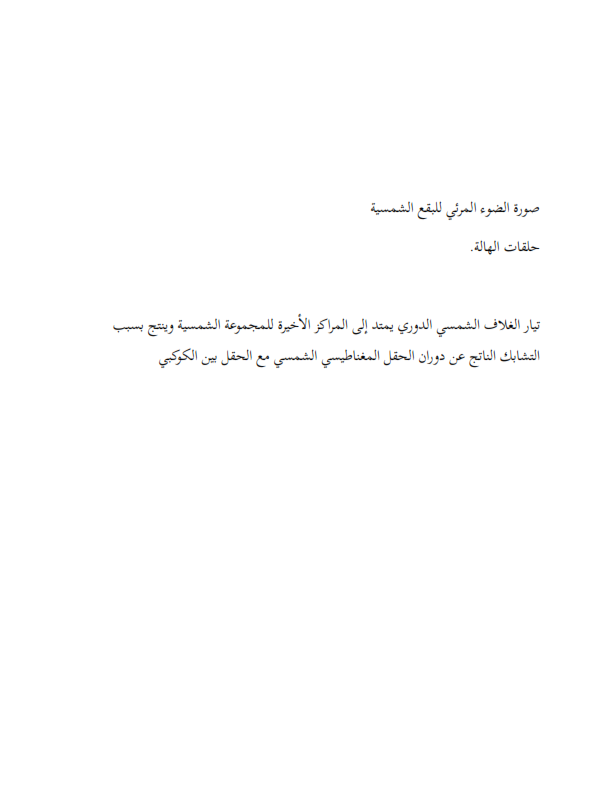 صورة الضوء المرئي للبقع الشمسية
حلقات الهالة.
تيار الغلاف الشمسي الدوري يمتد إلى المراكز الأخيرة للمجموعة الشمسية وينتج بسبب
التشابك الناتج عن دوران الحقل المغناطيسي الشمسي مع الحقل بين الكوكبي